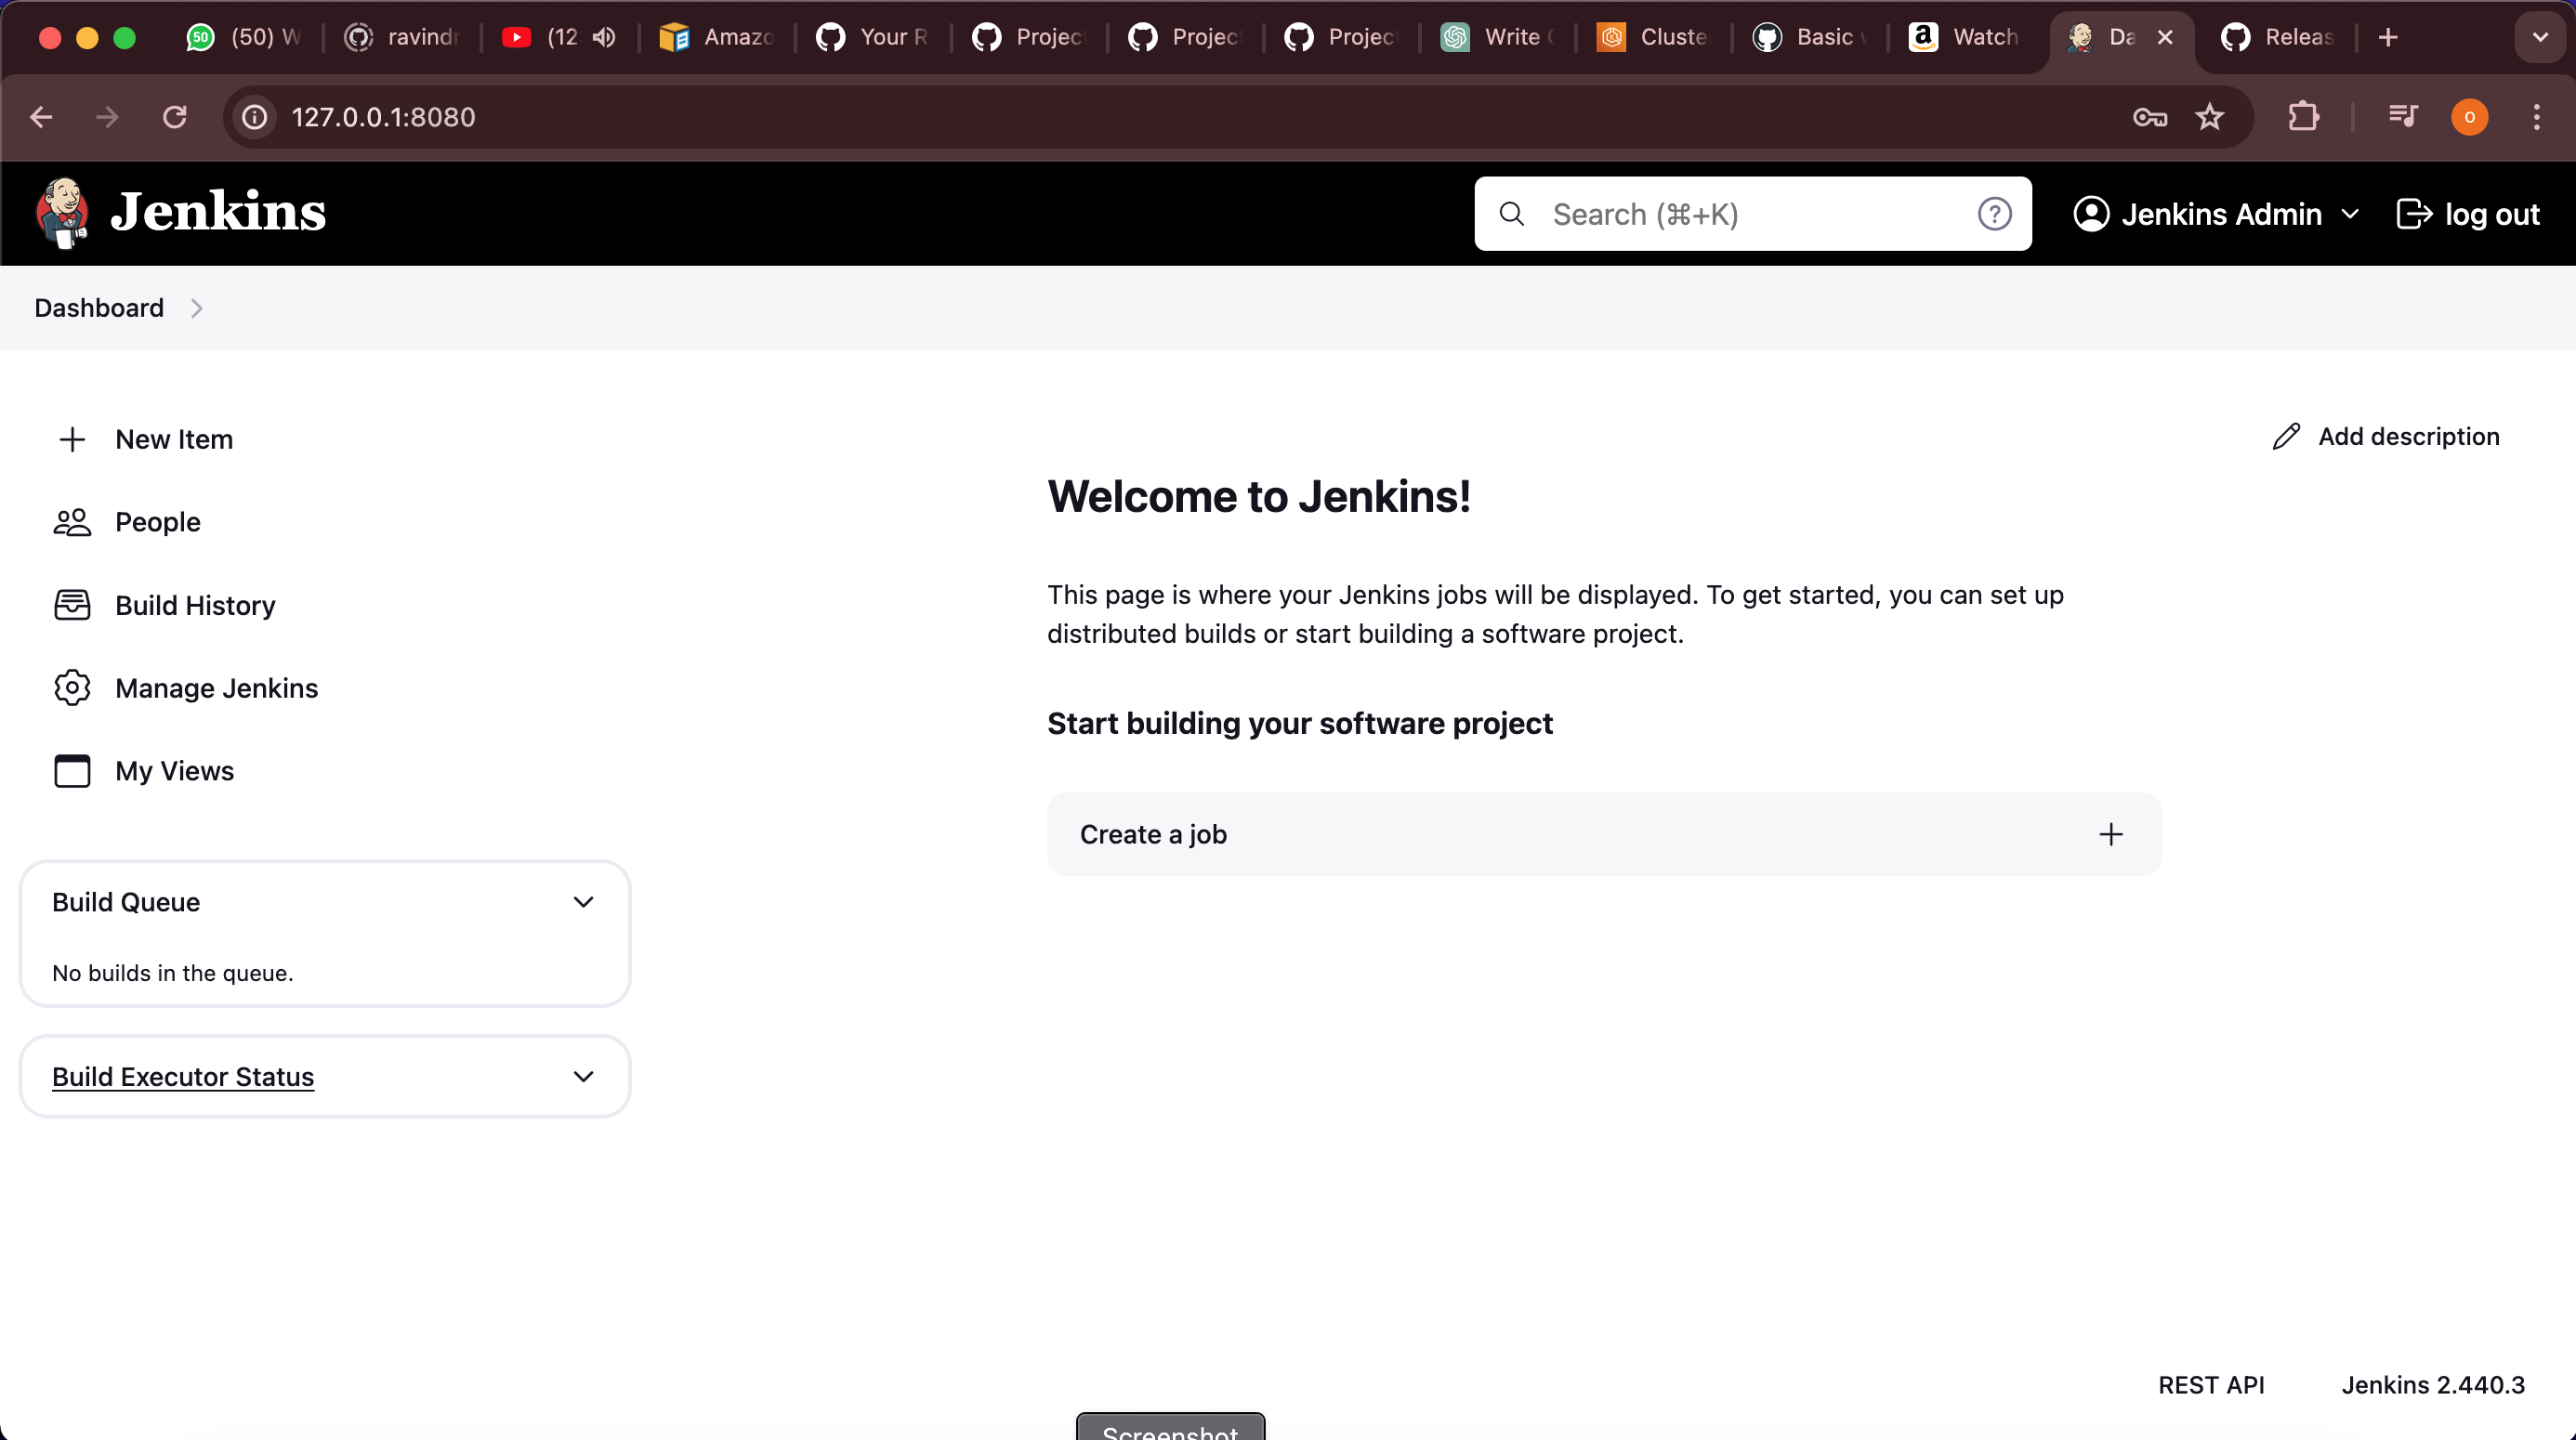 50 (50) W ravindr (12 Amazo Your R Projec Projec Projec Write Cluste Basic Watch Da Releas
127.0.0.1:8080
O
Jenkins Search (⌘+K) Jenkins Admin log out
Dashboard
New Item
People
Build History
Manage Jenkins
My Views
Build Queue
No builds in the queue.
Build Executor Status
Add description
Welcome to Jenkins!
This page is where your Jenkins jobs will be displayed. To get started, you can set up
distributed builds or start building a software project.
Start building your software project
Create a job
REST API Jenkins 2.440.3
Screenshot